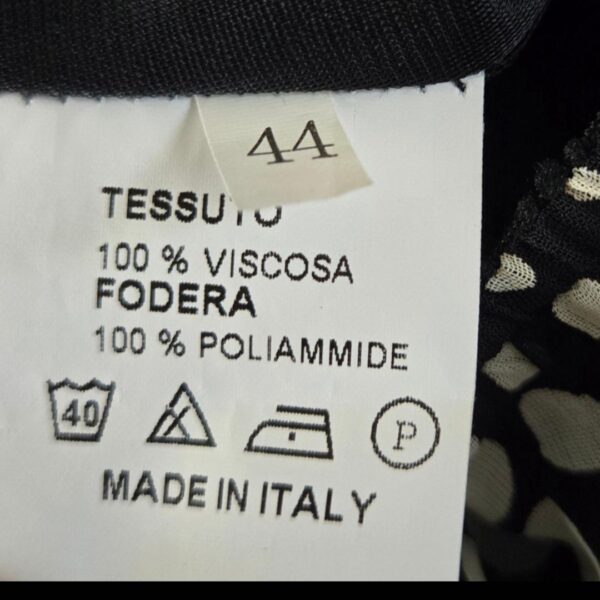 44
TESSUTO
100 % VISCOSA
FODERA
100 % POLIAMMIDE
40
P
MADE IN ITALY